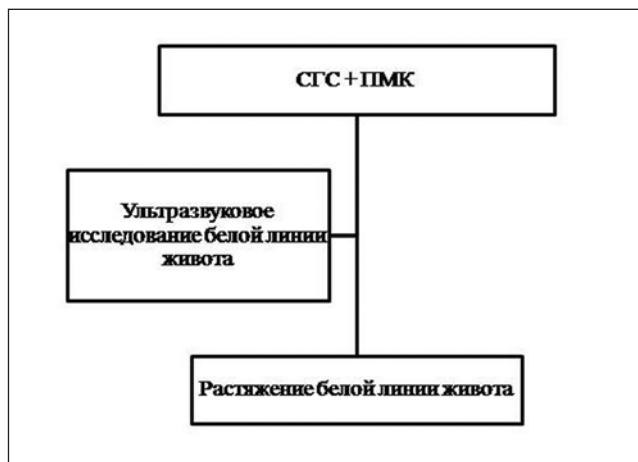 СГС + ПМК
Ультразвуковое
исследование белой линии
живота
Растяжение белой линии живота